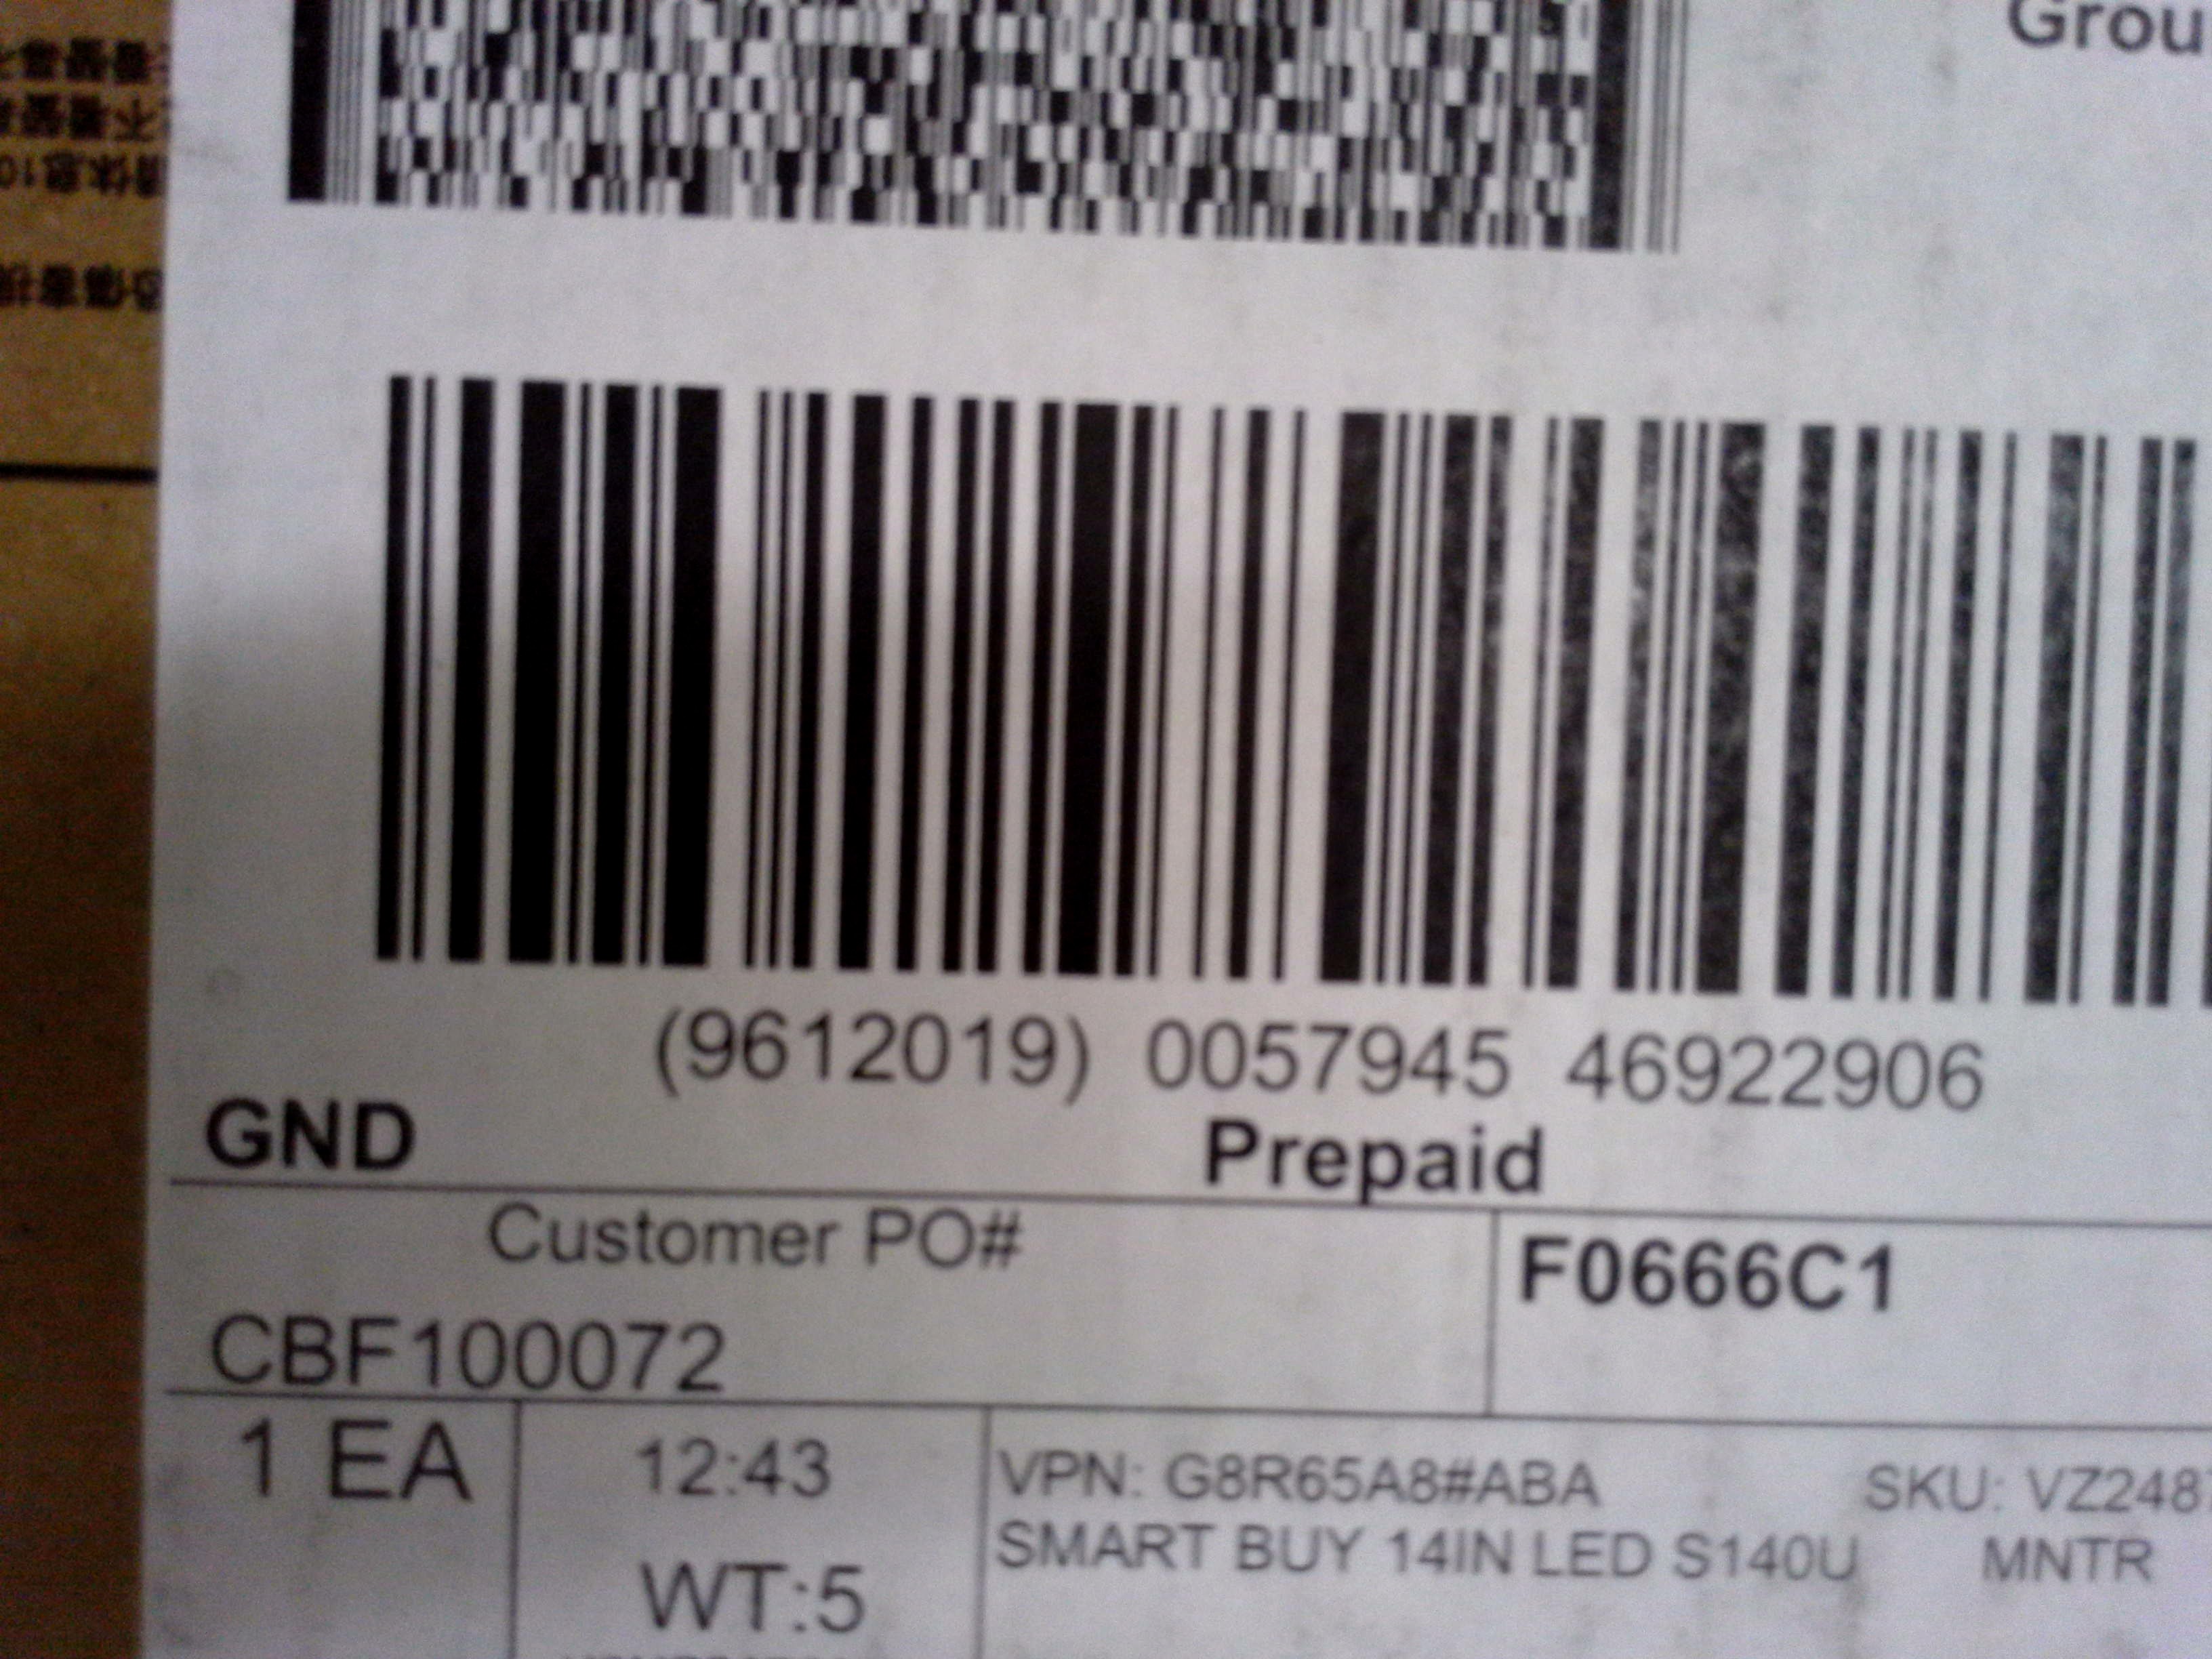 Grou
(9612019) 0057945 46922906
GND Prepaid
Customer PO#
F0666C1
CBF100072
1 EA
12:43
WT:5
VPN: G8R65A8#ABA SKU: VZ248
SMART BUY 14IN LED S140U MNTR